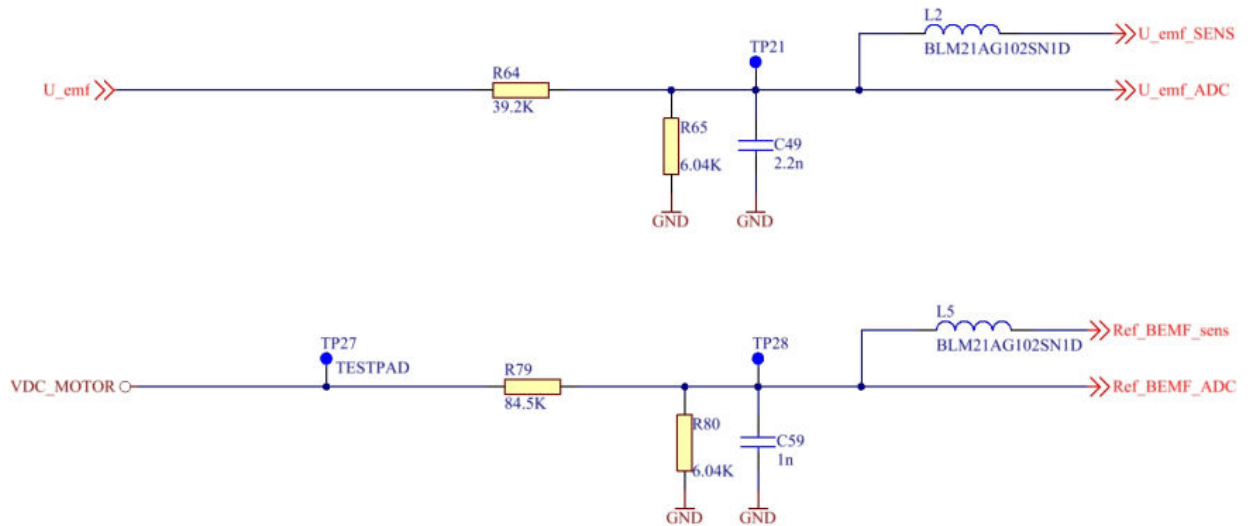 L2
BLM21AG102SN1D
U_emf_SENS
TP21
R64
U_emf
39.2K
U_emf_ADC
R65
6.04K
C49
2.2n
GND
GND
L5
BLM21AG102SN1D
Ref_BEMF_sens
TP27
TESTPAD
TP28
R79
VDC_MOTOR
84.5K
Ref_BEMF_ADC
R80
6.04K
C59
1n
GND
GND